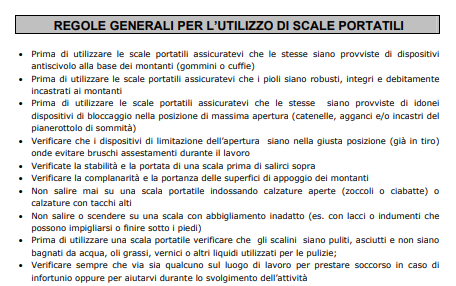 REGOLE GENERALI PER L'UTILIZZO DI SCALE PORTATILI
• Prima di utilizzare le scale portatili assicuratevi che le stesse siano provviste di dispositivi
antiscivolo alla base dei montanti (gommini o cuffie)
• Prima di utilizzare le scale portatili assicuratevi che i pioli siano robusti, integri e debitamente
incastrati ai montanti
• Prima di utilizzare le scale portatili assicuratevi che le stesse siano provviste di idonei
dispositivi di bloccaggio nella posizione di massima apertura (catenelle, agganci e/o incastri del
pianerottolo di sommità)
• Verificare che i dispositivi di limitazione dell'apertura siano nella giusta posizione (già in tiro)
onde evitare bruschi assestamenti durante il lavoro
• Verificate la stabilità e la portata di una scala prima di salirci sopra
• Verificare la complanarità e la portanza delle superfici di appoggio dei montanti
• Non salire mai su una scala portatile indossando calzature aperte (zoccoli o ciabatte) o
calzature con tacchi alti
• Non salire o scendere su una scala con abbigliamento inadatto (es. con lacci o indumenti che
possono impigliarsi o finire sotto i piedi)
• Prima di utilizzare una scala portatile verificare che gli scalini siano puliti, asciutti e non siano
bagnati da acqua, oli grassi, vernici o altri liquidi utilizzati per le pulizie;
• Verificare sempre che via sia qualcuno sul luogo di lavoro per prestare soccorso in caso di
infortunio oppure per aiutarvi durante lo svolgimento dell'attività